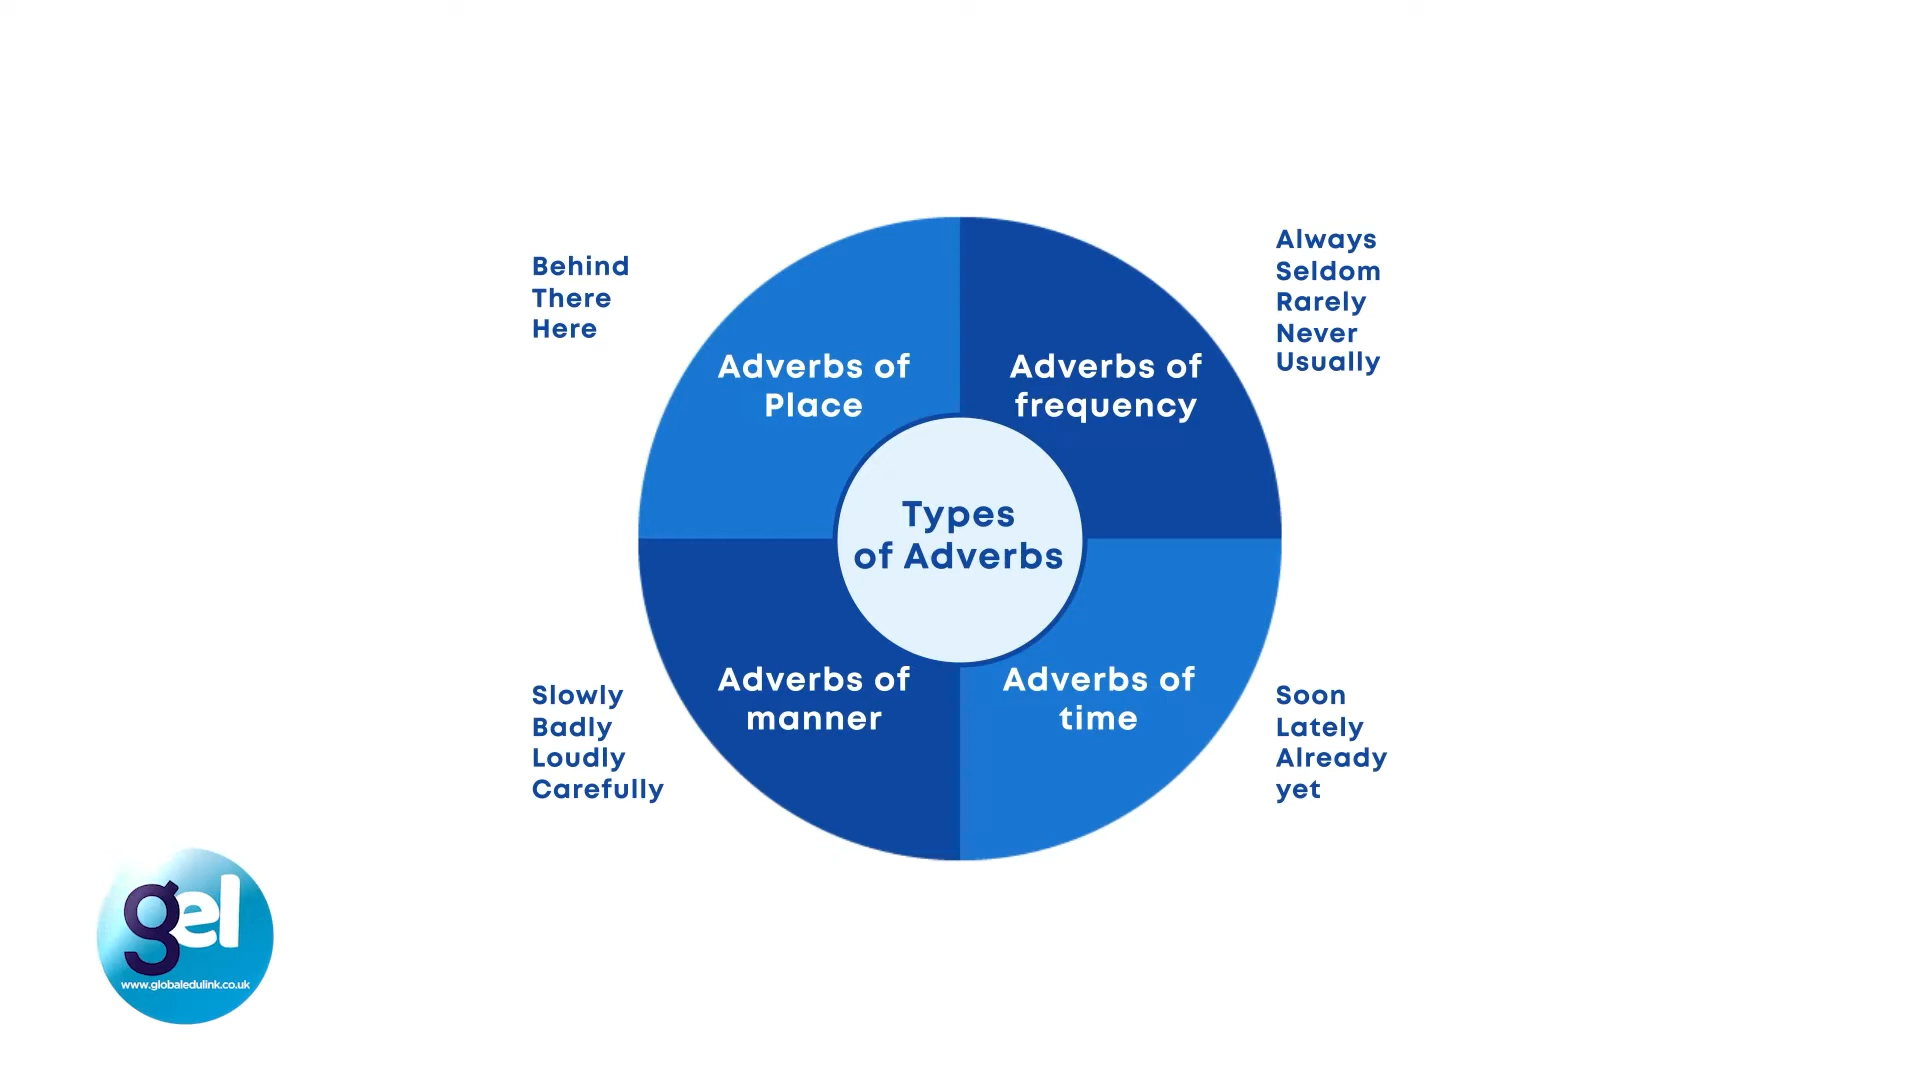 Behind
There
Here
Always
Seldom
Rarely
Never
Usually
Adverbs of
Place
Adverbs of
frequency
Types
of Adverbs
Adverbs of
manner
Adverbs of
time
Slowly
Badly
Loudly
Carefully
Soon
Lately
Already
yet
gel
www.globaledulink.co.uk